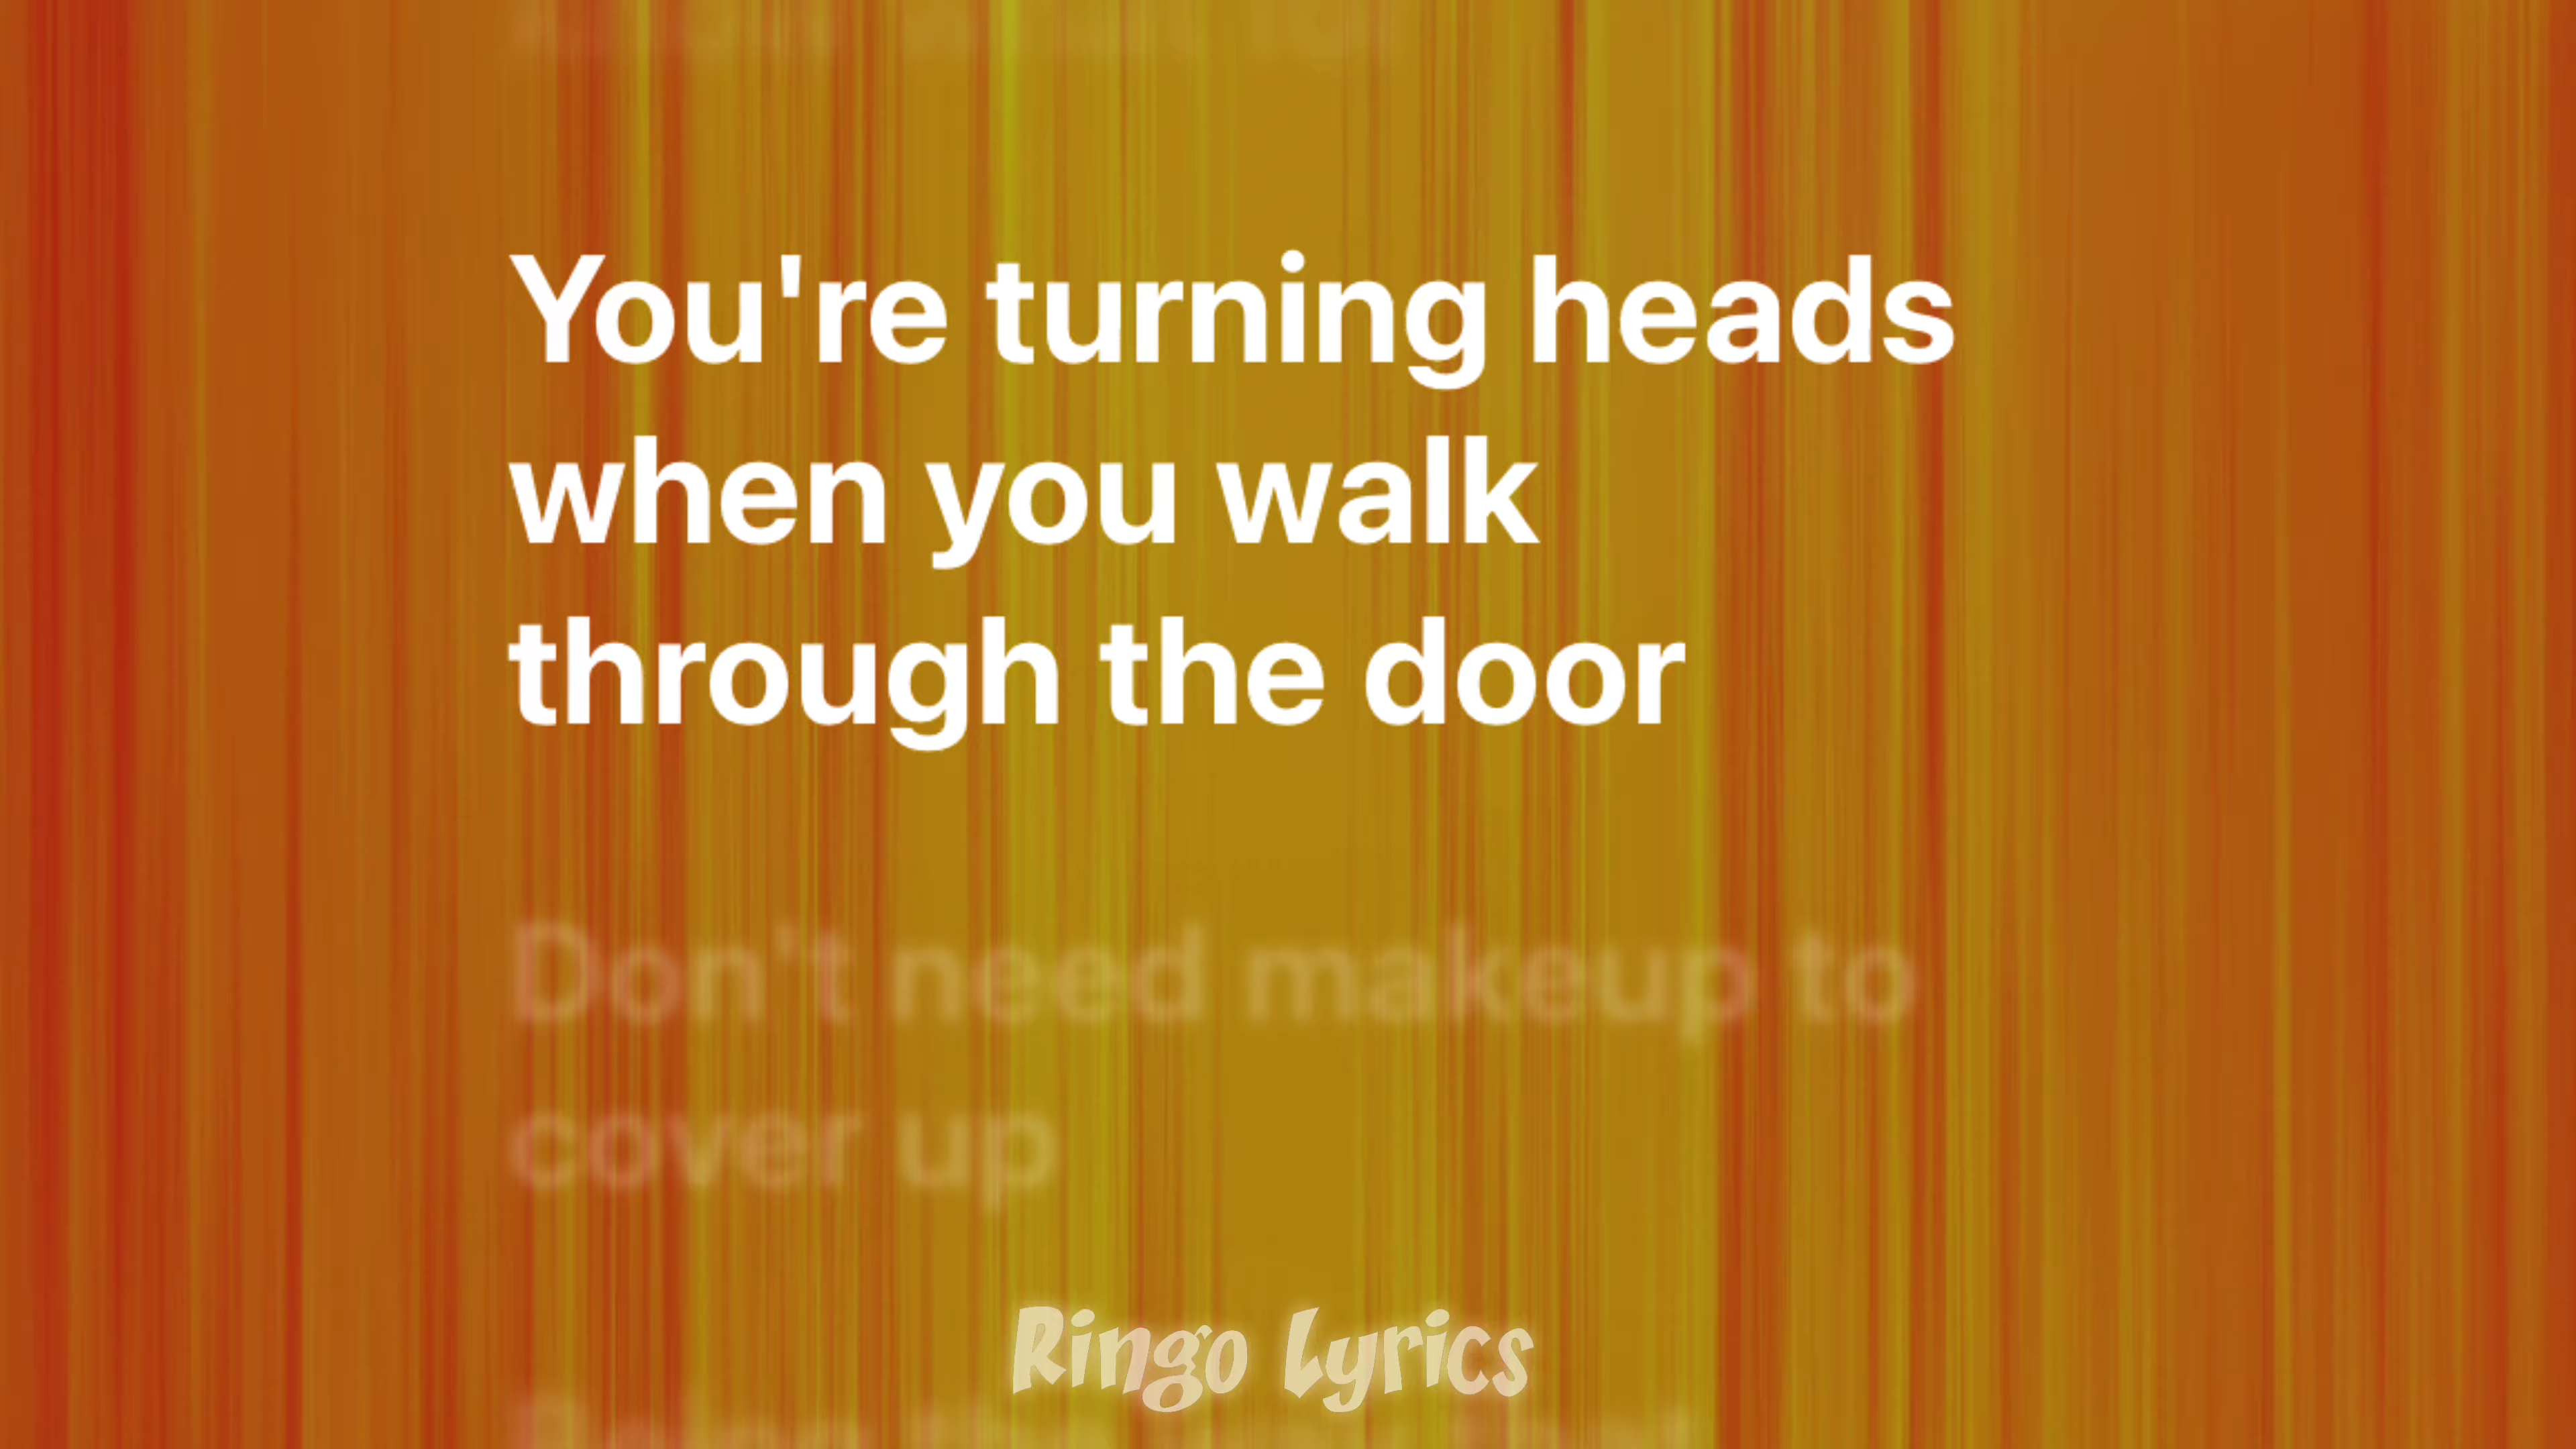 You're turning heads
when you walk
through the door
Don't need makeup to
cover up
Ringo Lyrics